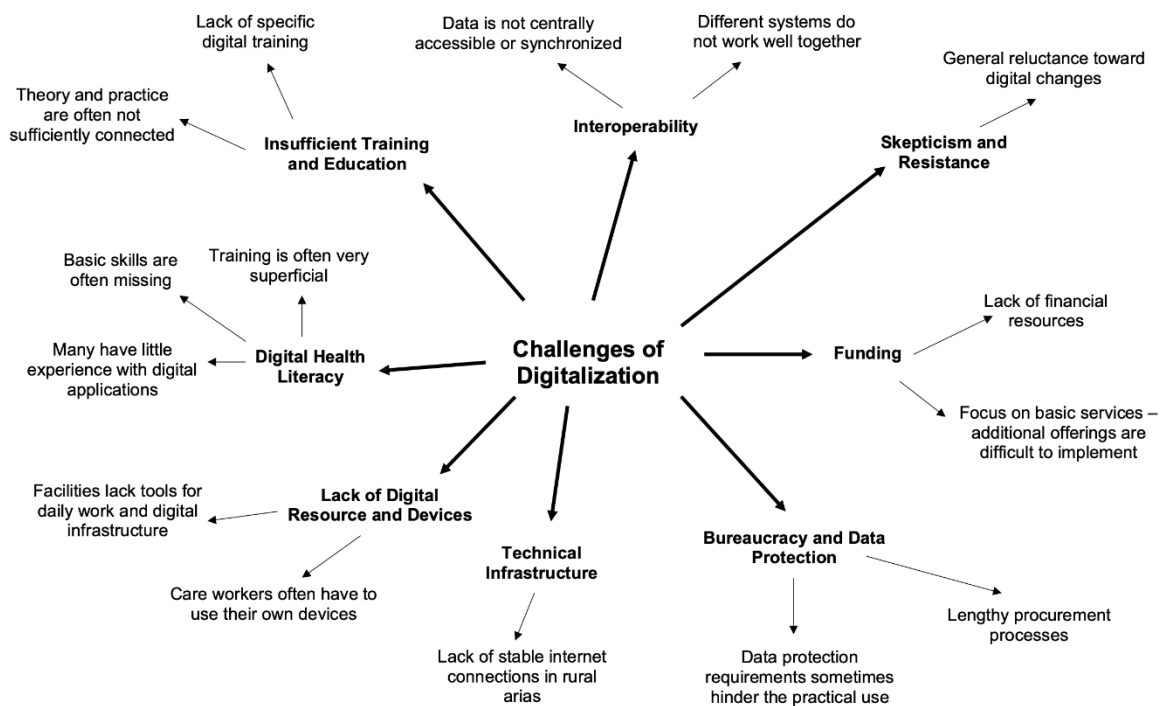 Lack of specific
digital training
Data is not centrally
accessible or synchronized
Different systems do
not work well together
General reluctance toward
digital changes
Theory and practice
are often not
sufficiently connected
Insufficient Training
and Education
Interoperability
Skepticism and
Resistance
Basic skills are
often missing
Training is often very
superficial
Many have little
experience with digital
applications
Digital Health
Literacy
Challenges of
Digitalization
Funding
Lack of financial
resources
Focus on basic services –
additional offerings are
difficult to implement
Facilities lack tools for
daily work and digital
infrastructure
Lack of Digital
Resource and Devices
Care workers often have to
use their own devices
Technical
Infrastructure
Lack of stable internet
connections in rural
arias
Bureaucracy and Data
Protection
Data protection
requirements sometimes
hinder the practical use
Lengthy procurement
processes